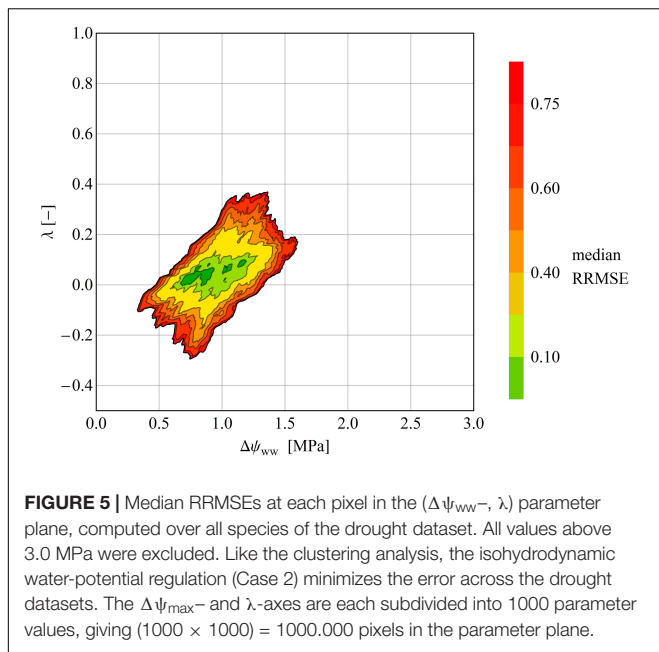 1.0
0.8
0.6
0.4
0.2
0.0
−0.2
−0.4
λ [−]
0.0 0.5 1.0 1.5 2.0 2.5 3.0
Δψww [MPa]
0.75
0.60
0.40
0.10
median
RRMSE
FIGURE 5 | Median RRMSEs at each pixel in the (Δψww−, λ) parameter
plane, computed over all species of the drought dataset. All values above
3.0 MPa were excluded. Like the clustering analysis, the isohydrodynamic
water-potential regulation (Case 2) minimizes the error across the drought
datasets. The Δψmax− and λ-axes are each subdivided into 1000 parameter
values, giving (1000 × 1000) = 1000.000 pixels in the parameter plane.